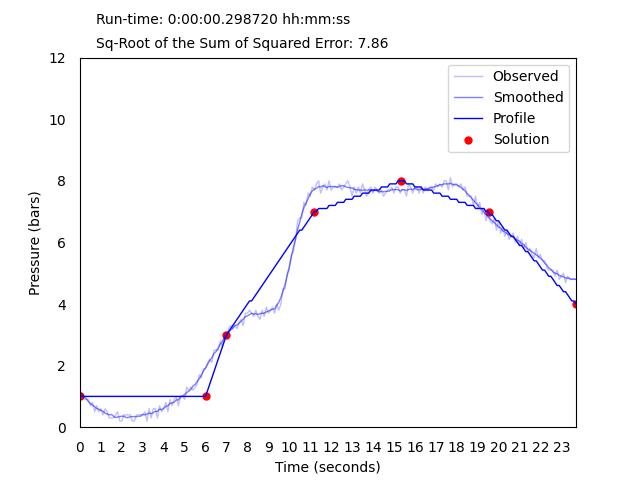 Run-time: 0:00:00.298720 hh:mm:ss
Sq-Root of the Sum of Squared Error: 7.86
12
10
8
6
4
2
0
Pressure (bars)
Observed
Smoothed
Profile
Solution
0 1 2 3 4 5 6 7 8 9 10 11 12 13 14 15 16 17 18 19 20 21 22 23
Time (seconds)